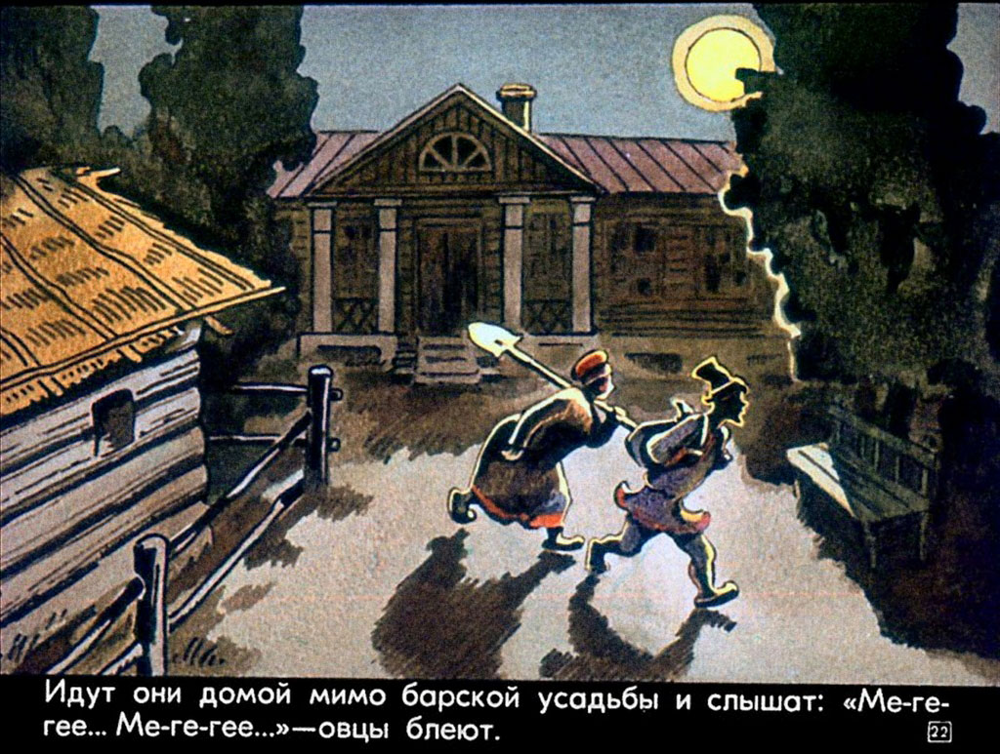 Идут они домой мимо барской усадьбы и слышат: «Ме-ге-
гее... Ме-ге-гее...»—овцы блеют.
22